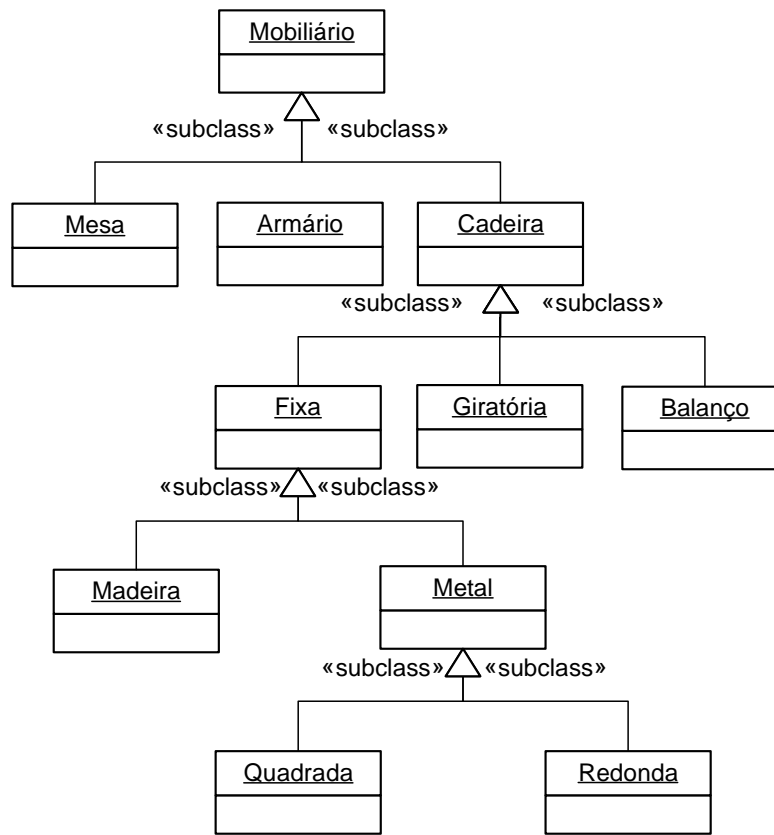 Mobiliário
«subclass» «subclass»
Mesa Armário Cadeira
«subclass» «subclass»
Fixa Giratória Balanço
«subclass» «subclass»
Madeira Metal
«subclass» «subclass»
Quadrada Redonda